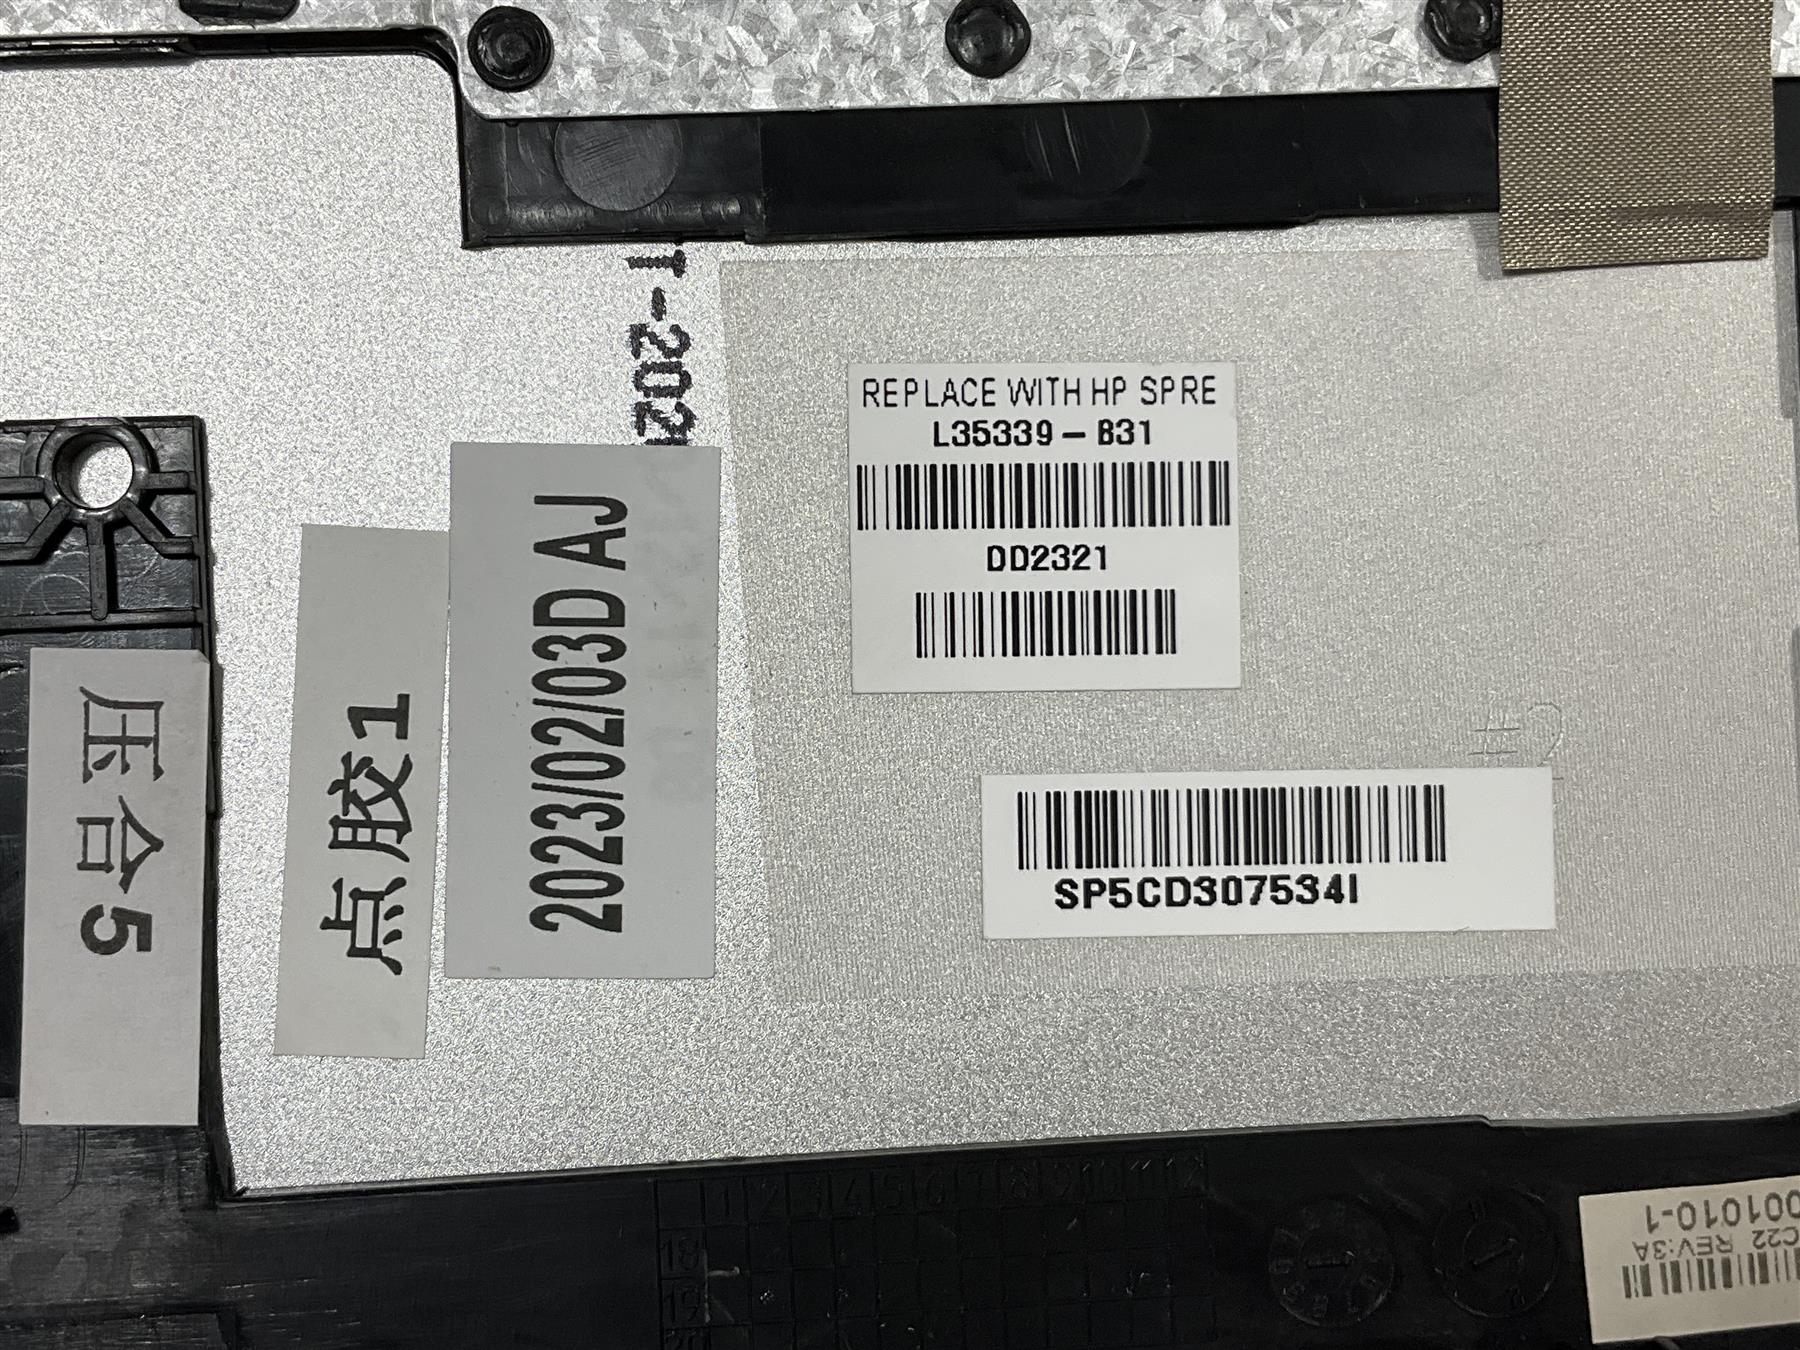 T-202
REPLACE WITH HP SPRE
L35339-B31
DD2321
2023/02/03D AJ
点胶1
压合5
#2
SP5CD307534I
1 2 3 4 5 6 7 8 9 10 11 12
18
19
20
001010-1
C22 REV:3A